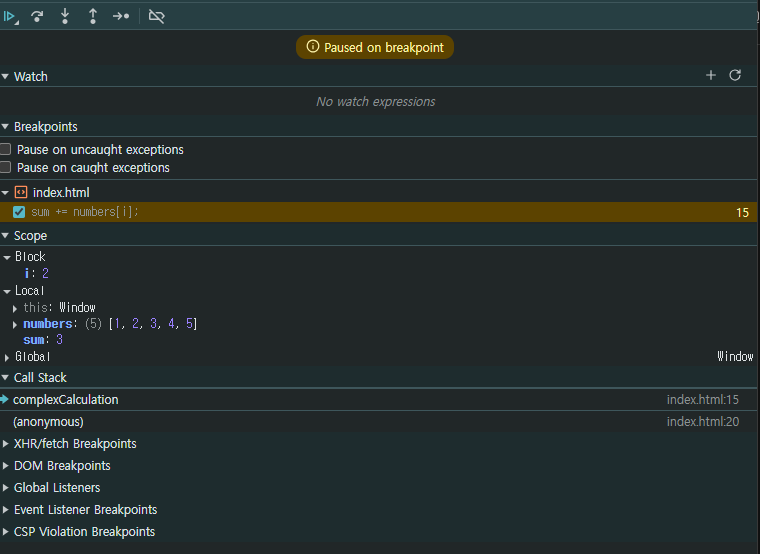 Paused on breakpoint
Watch
No watch expressions
Breakpoints
Pause on uncaught exceptions
Pause on caught exceptions
index.html
sum += numbers[i]; 15
Scope
Block
i: 2
Local
this: Window
numbers: (5) [1, 2, 3, 4, 5]
sum: 3
Global Window
Call Stack
complexCalculation index.html:15
(anonymous) index.html:20
XHR/fetch Breakpoints
DOM Breakpoints
Global Listeners
Event Listener Breakpoints
CSP Violation Breakpoints